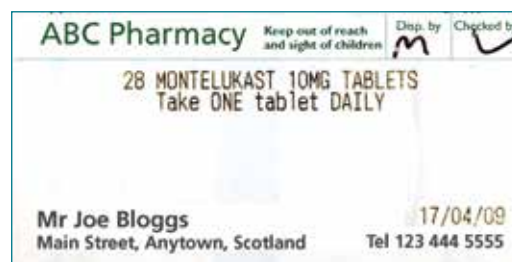 ABC Pharmacy
Keep out of reach
and sight of children
Disp. by
m
Checked b
28 MONTELUKAST 10MG TABLETS
Take ONE tablet DAILY
Mr Joe Bloggs
17/04/09
Main Street, Anytown, Scotland
Tel 123 444 5555